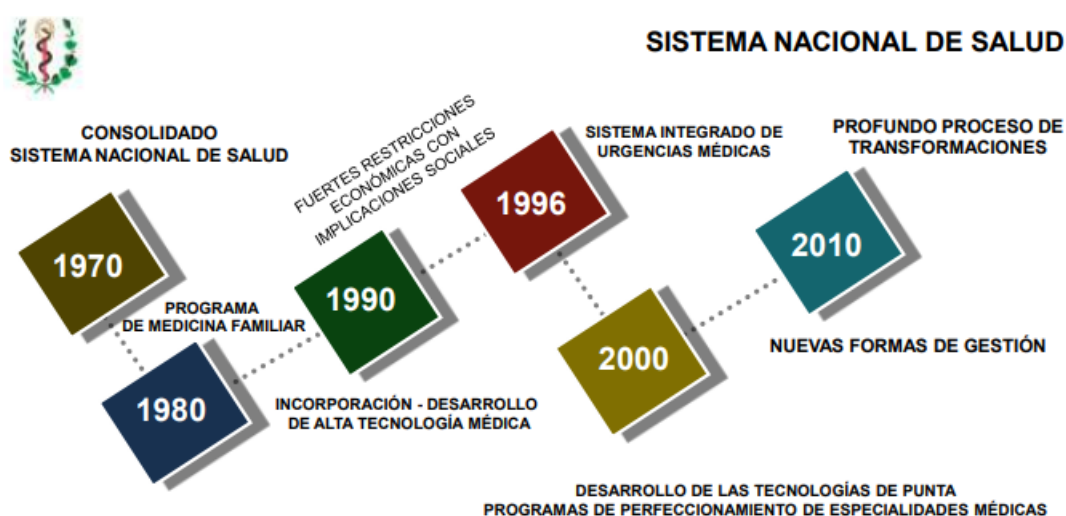 SISTEMA NACIONAL DE SALUD
CONSOLIDADO
SISTEMA NACIONAL DE SALUD
1970
PROGRAMA
DE MEDICINA FAMILIAR
1980
FUERTES RESTRICCIONES
ECONÓMICAS CON
IMPLICACIONES SOCIALES
1990
INCORPORACIÓN - DESARROLLO
DE ALTA TECNOLOGÍA MÉDICA
SISTEMA INTEGRADO DE
URGENCIAS MÉDICAS
1996
2000
DESARROLLO DE LAS TECNOLOGÍAS DE PUNTA
PROGRAMAS DE PERFECCIONAMIENTO DE ESPECIALIDADES MÉDICAS
PROFUNDO PROCESO DE
TRANSFORMACIONES
2010
NUEVAS FORMAS DE GESTIÓN